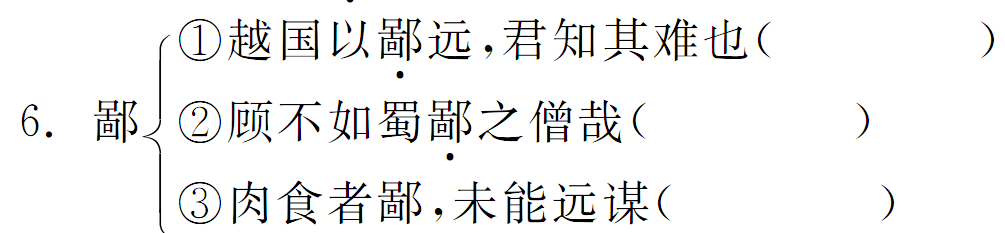 ①越国以鄙远,君知其难也(　　　　)
6. 鄙②顾不如蜀鄙之僧哉(　　　　)
③肉食者鄙,未能远谋(　　　　)